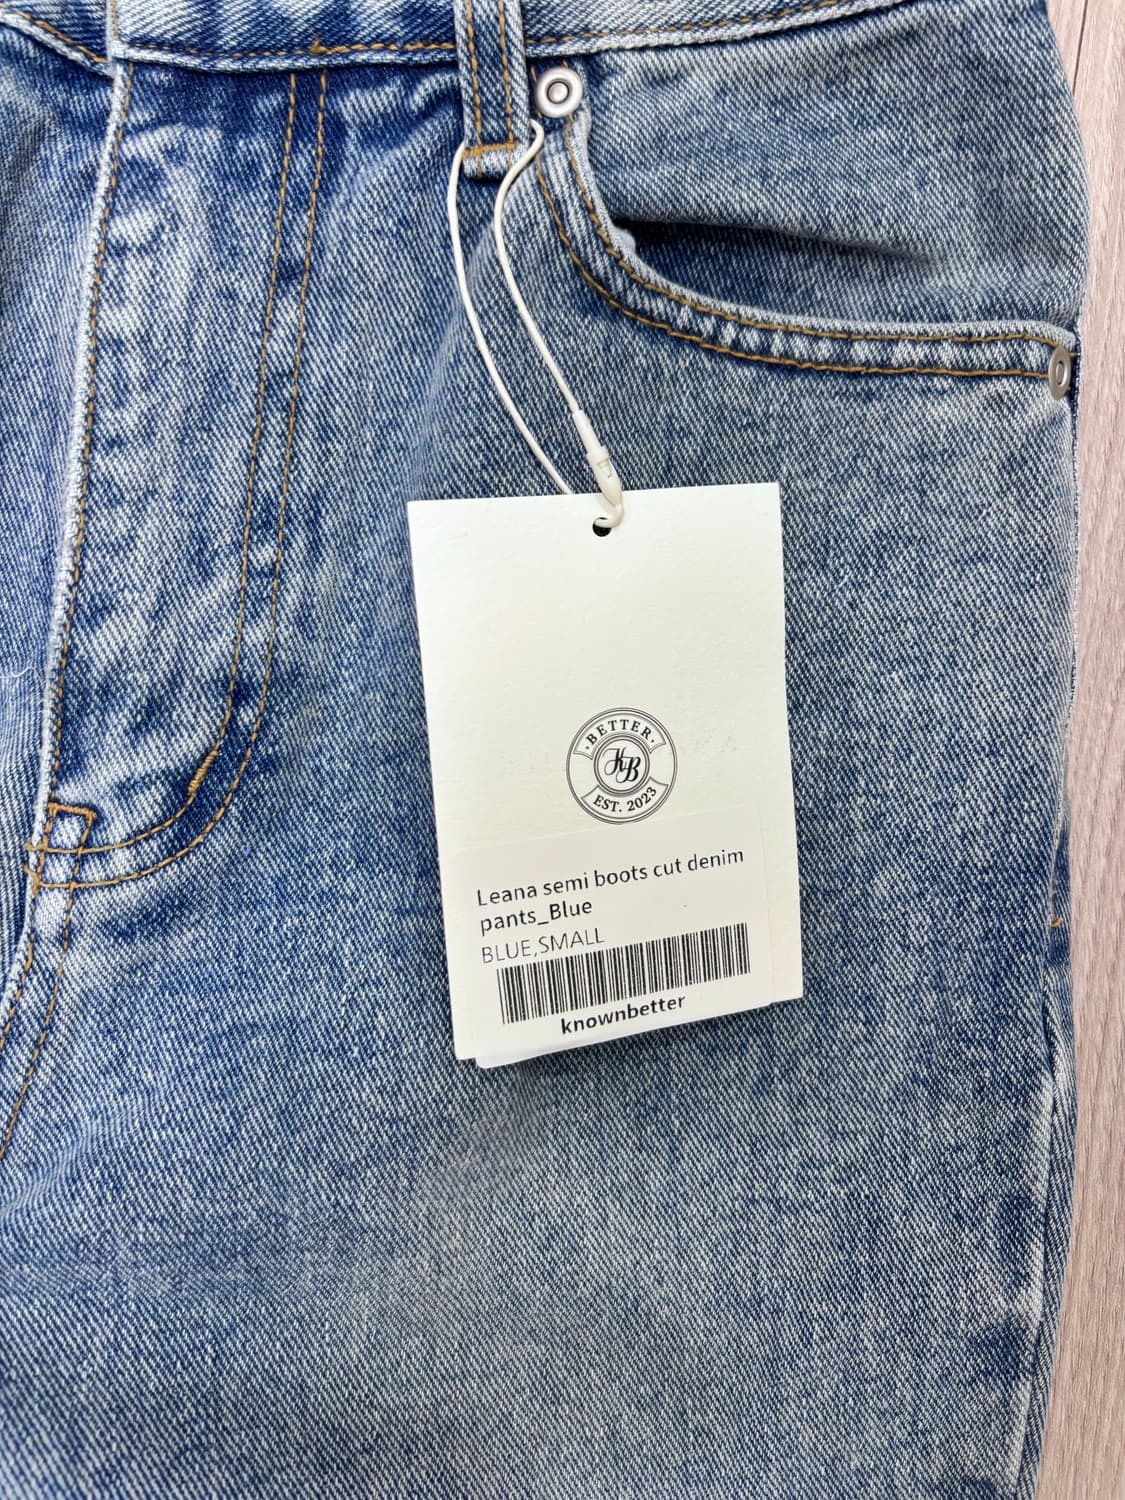 · BETTER ·
KB
EST. 2023
Leana semi boots cut denim
pants_Blue
BLUE,SMALL
knownbetter